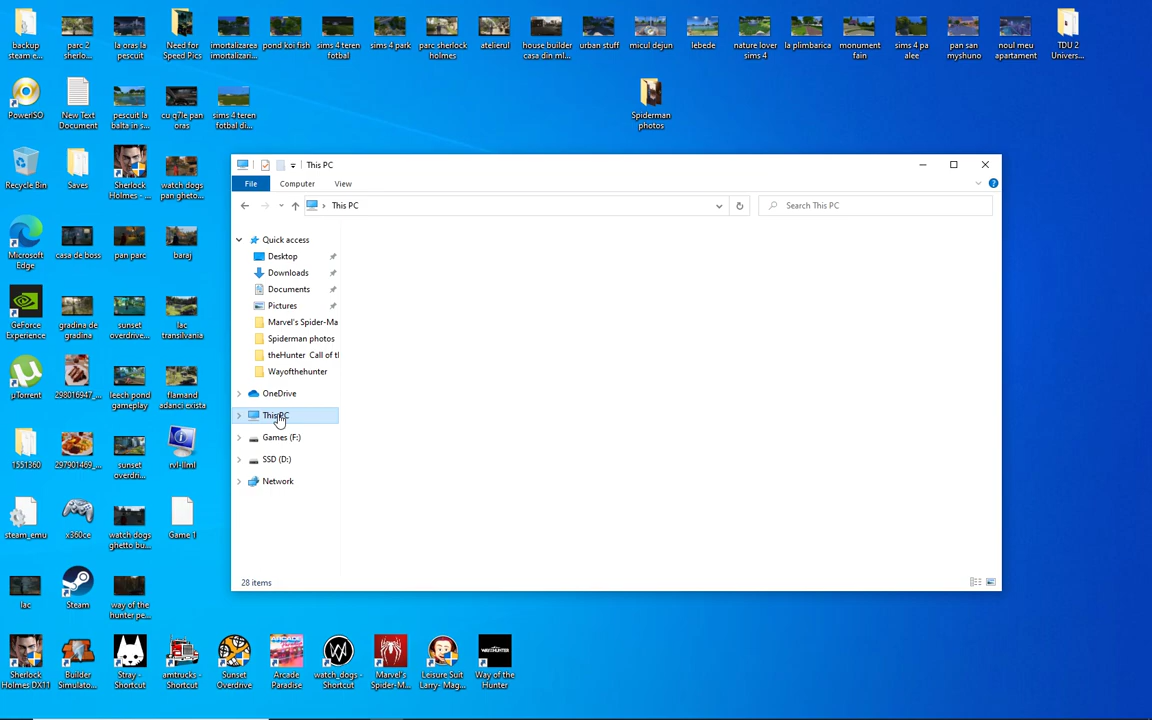 backup
steam e...
parc 2
sherlo...
la oras la
pescuit
Need for
Speed Pics
imortalizarea
imortalizari...
pond koi fish
sims 4 teren
fotbal
sims 4 park
parc sherlock
holmes
atelierul
house builder
casa din ml...
urban stuff
micul dejun
lebede
nature lover
sims 4
la plimbarica
monument
fain
sims 4 pa
alee
pan san
myshuno
noul meu
apartament
TDU 2
Univers...
PowerISO
New Text
Document
pescuit la
balta in s...
cu q7le pan
oras
sims 4 teren
fotbal di...
Spiderman
photos
Recycle Bin
Saves
Sherlock
Holmes - ...
watch dogs
pan gheto...
Microsoft
Edge
casa de boss
pan parc
baraj
GeForce
Experience
gradina de
gradina
sunset
overdrive...
lac
transilvania
µTorrent
298016947_...
leech pond
gameplay
flamand
adanci exista
1551360
297901469_...
sunset
overdri...
steam_emu
x360ce
watch dogs
ghetto bu...
Game 1
lac
Steam
way of the
hunter pe...
Sherlock
Holmes DX11
Builder
Simulato...
Stray -
Shortcut
amtrucks -
Shortcut
Sunset
Overdrive
Arcade
Paradise
watch_dogs -
Shortcut
Marvel's
Spider-M...
Leisure Suit
Larry- Mag...
Way of the
Hunter
This PC
File
Computer
View
This PC
Search This PC
Quick access
Desktop
Downloads
Documents
Pictures
Marvel's Spider-Ma
Spiderman photos
theHunter Call of t
Wayofthehunter
OneDrive
This PC
Games (F:)
SSD (D:)
Network
28 items